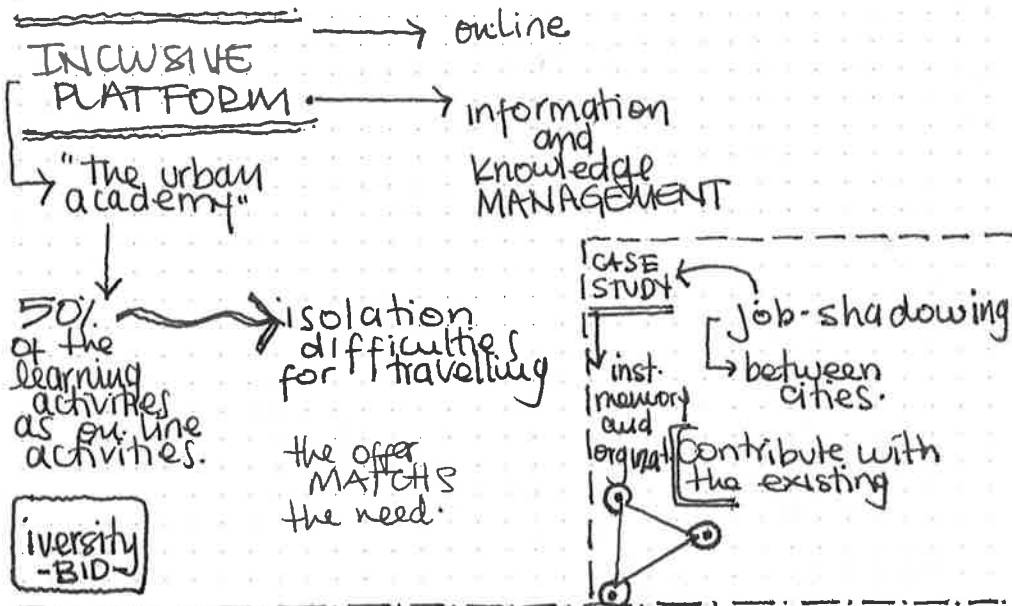 INCLUSIVE
PLATTFORM
online
information
and
knowledge
MANAGEMENT
"The urban
academy"
50%
of the
learning
activities
as on-line
activities.
isolation
difficulties
for travelling
the offer
MATCHS
the need.
iversity
-BID-
CASE
STUDY
job-shadowing
between
cities.
inst.
memory
and
Contribute with
the existing